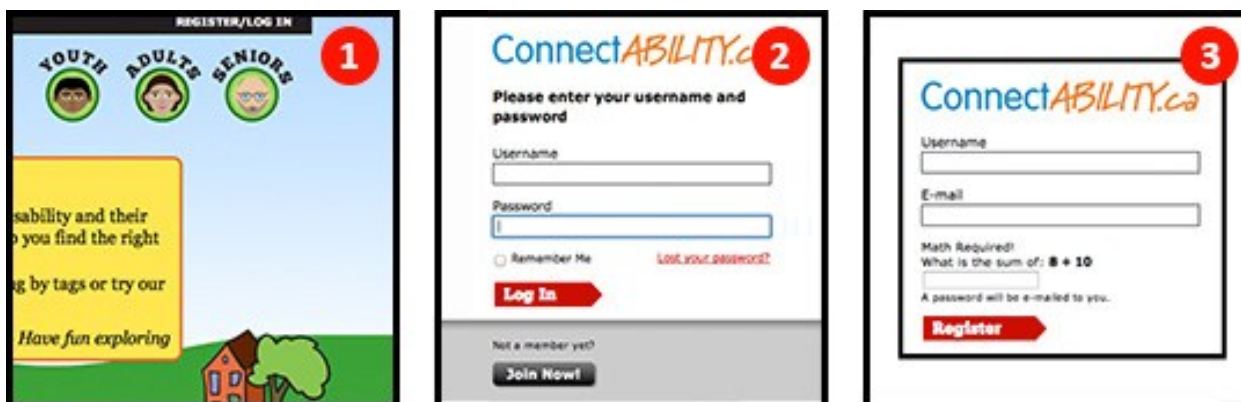 REGISTER/LOG IN
1
YOUTH
ADULTS
SENIORS
sability and their
you find the right
g by tags or try our
Have fun exploring
ConnectABILITY.c
2
Please enter your username and
password
Username
Password
Remember Me
Lost your password?
Log In
Not a member yet?
Join Now!
3
ConnectABILITY.ca
Username
E-mail
Math Required!
What is the sum of: 8 + 10
A password will be e-mailed to you.
Register